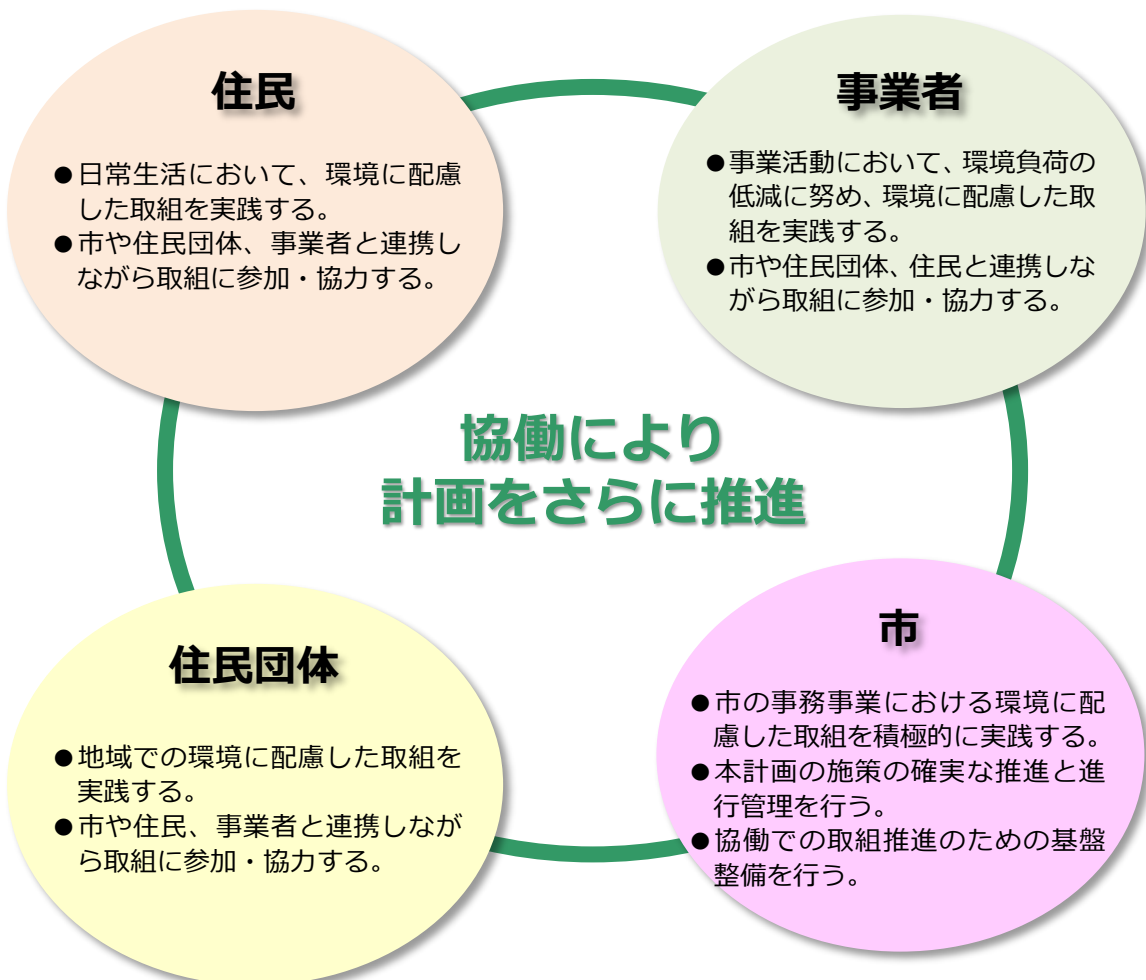 住民
●日常生活において、環境に配慮
した取組を実践する。
●市や住民団体、事業者と連携し
ながら取組に参加・協力する。
事業者
●事業活動において、環境負荷の
低減に努め、環境に配慮した取
組を実践する。
●市や住民団体、住民と連携しな
がら取組に参加・協力する。
協働により
計画をさらに推進
住民団体
●地域での環境に配慮した取組を
実践する。
●市や住民、事業者と連携しなが
ら取組に参加・協力する。
市
●市の事務事業における環境に配
慮した取組を積極的に実践する。
●本計画の施策の確実な推進と進
行管理を行う。
●協働での取組推進のための基盤
整備を行う。